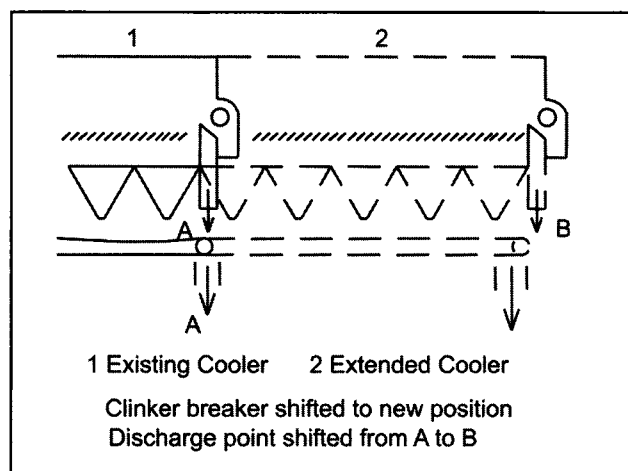 1 2
A B
A
1 Existing Cooler 2 Extended Cooler
Clinker breaker shifted to new position
Discharge point shifted from A to B